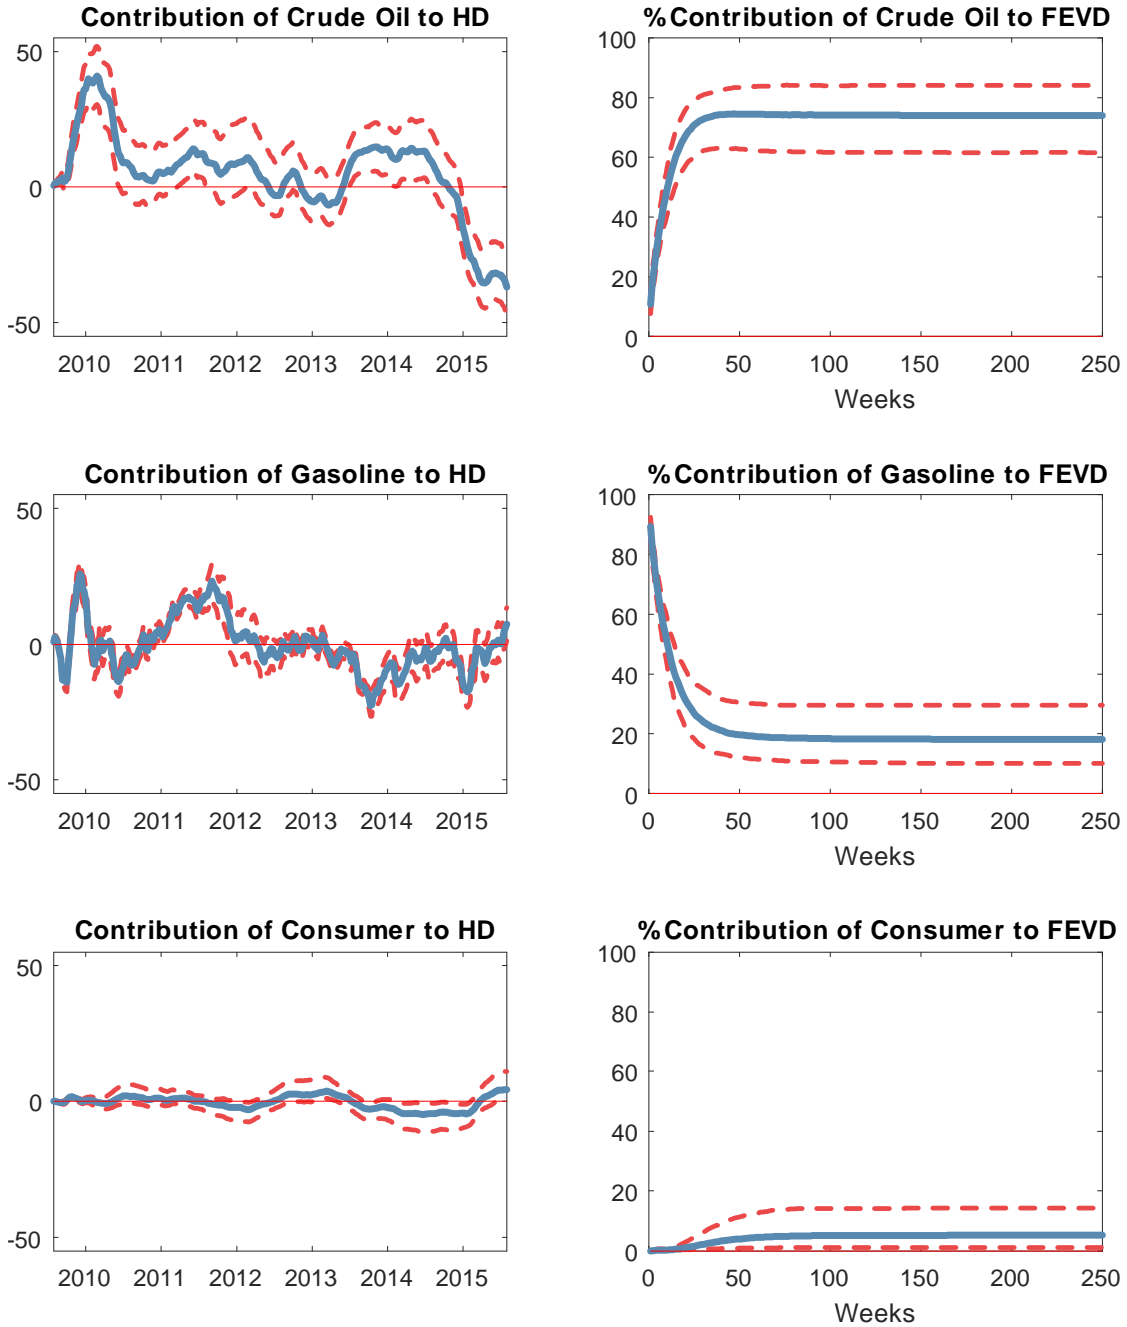 Contribution of Crude Oil to HD
50
0
-50
2010 2011 2012 2013 2014 2015
%Contribution of Crude Oil to FEVD
100
80
60
40
20
0
0 50 100 150 200 250
Weeks
Contribution of Gasoline to HD
50
0
-50
2010 2011 2012 2013 2014 2015
%Contribution of Gasoline to FEVD
100
80
60
40
20
0
0 50 100 150 200 250
Weeks
Contribution of Consumer to HD
50
0
-50
2010 2011 2012 2013 2014 2015
%Contribution of Consumer to FEVD
100
80
60
40
20
0
0 50 100 150 200 250
Weeks